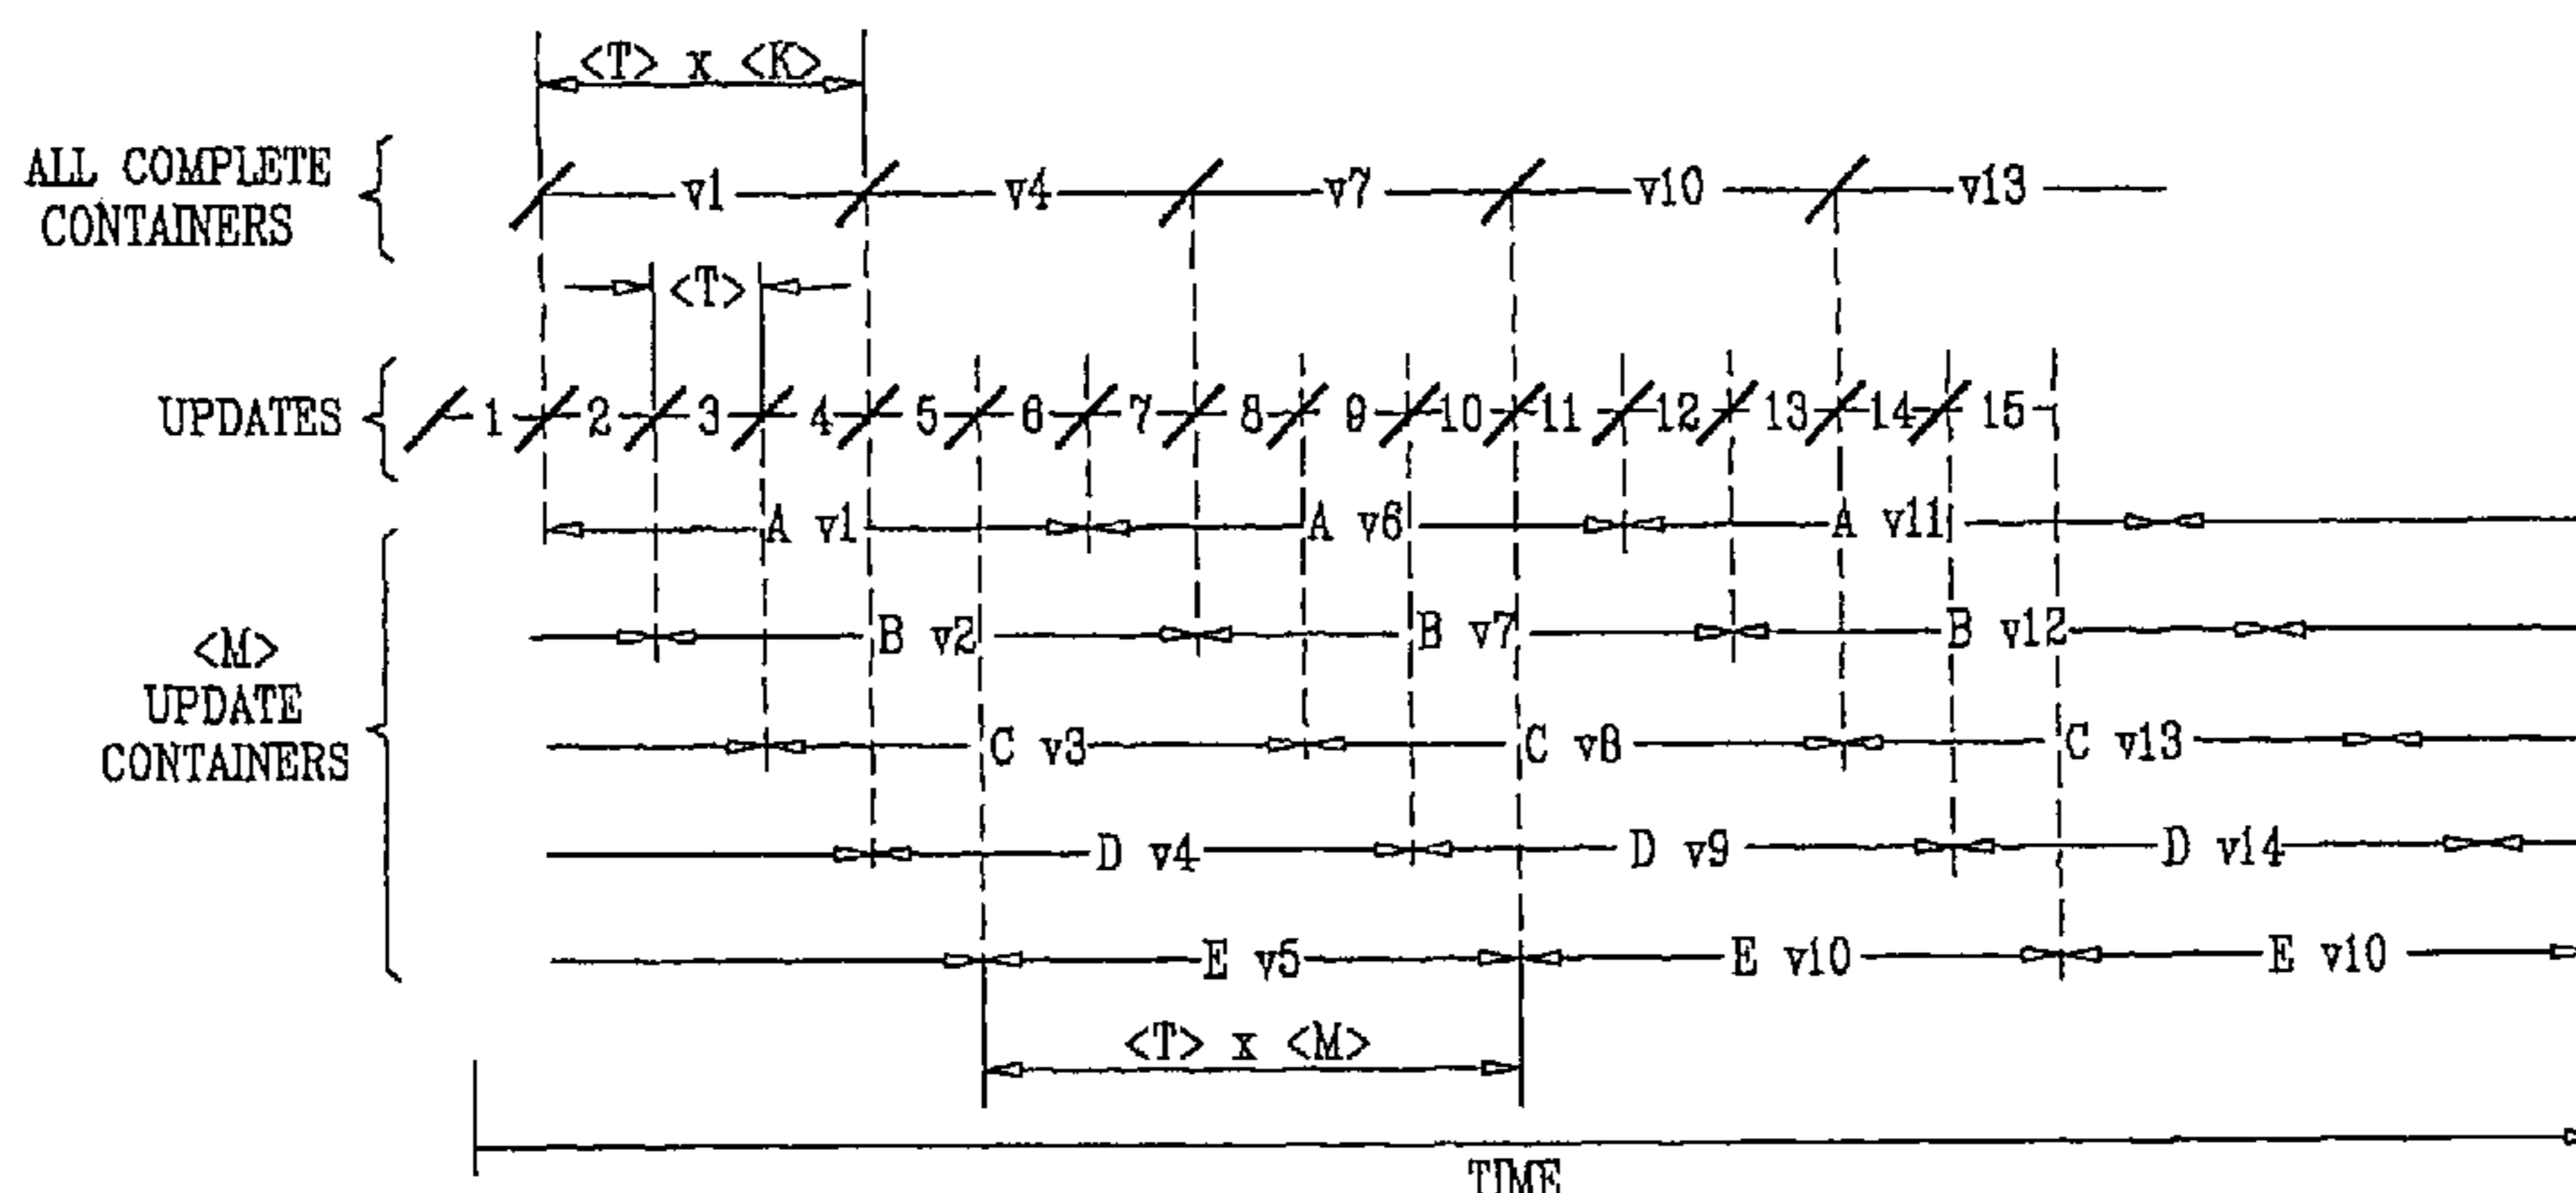 <T> x <K>
ALL COMPLETE
CONTAINERS
v1 v4 v7 v10 v13
<T>
UPDATES
1 2 3 4 5 6 7 8 9 10 11 12 13 14 15
A v1 A v6 A v11
<M>
UPDATE
CONTAINERS
B v2 B v7 B v12
C v3 C v8 C v13
D v4 D v9 D v14
E v5 E v10 E v10
<T> x <M>
TIME